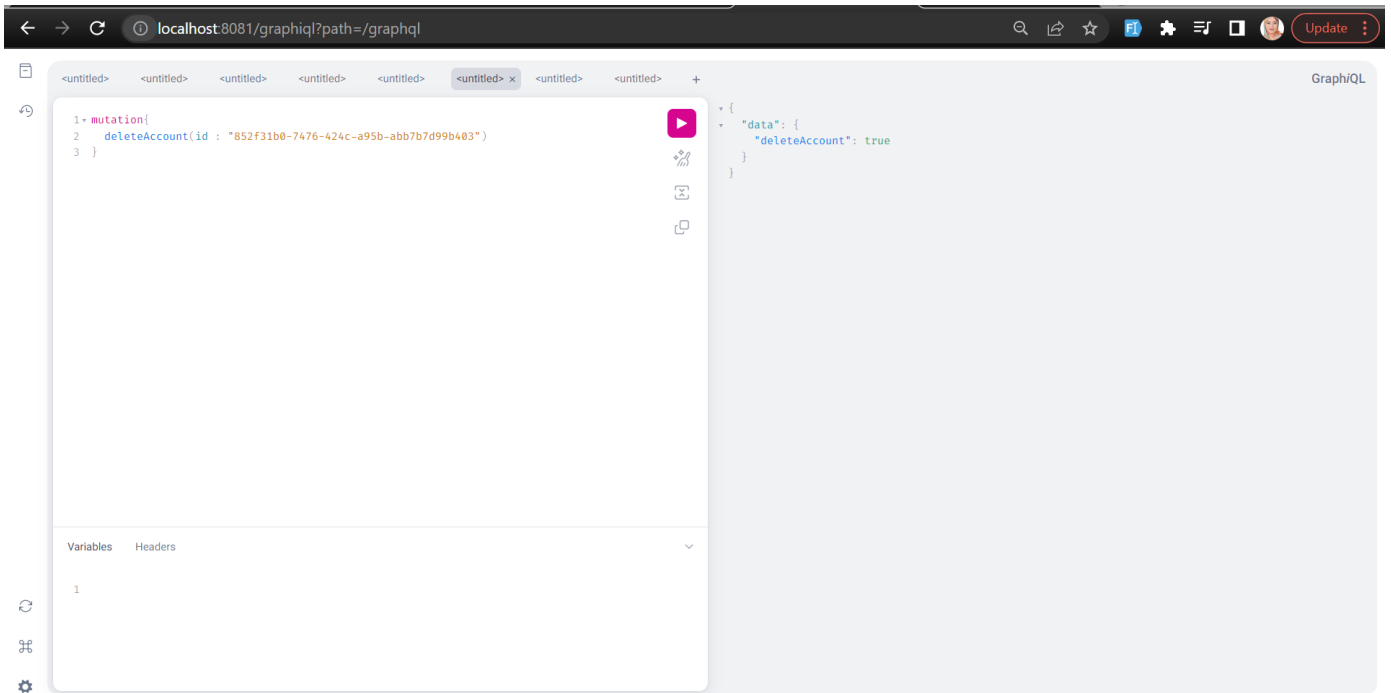 localhost:8081/graphiql?path=/graphql
Update
<untitled> <untitled> <untitled> <untitled> <untitled> <untitled> × <untitled> <untitled> +
GraphiQL
1 mutation{
2 deleteAccount(id : "852f31b0-7476-424c-a95b-abb7b7d99b403")
3 }
{
"data": {
"deleteAccount": true
}
}
Variables Headers
1